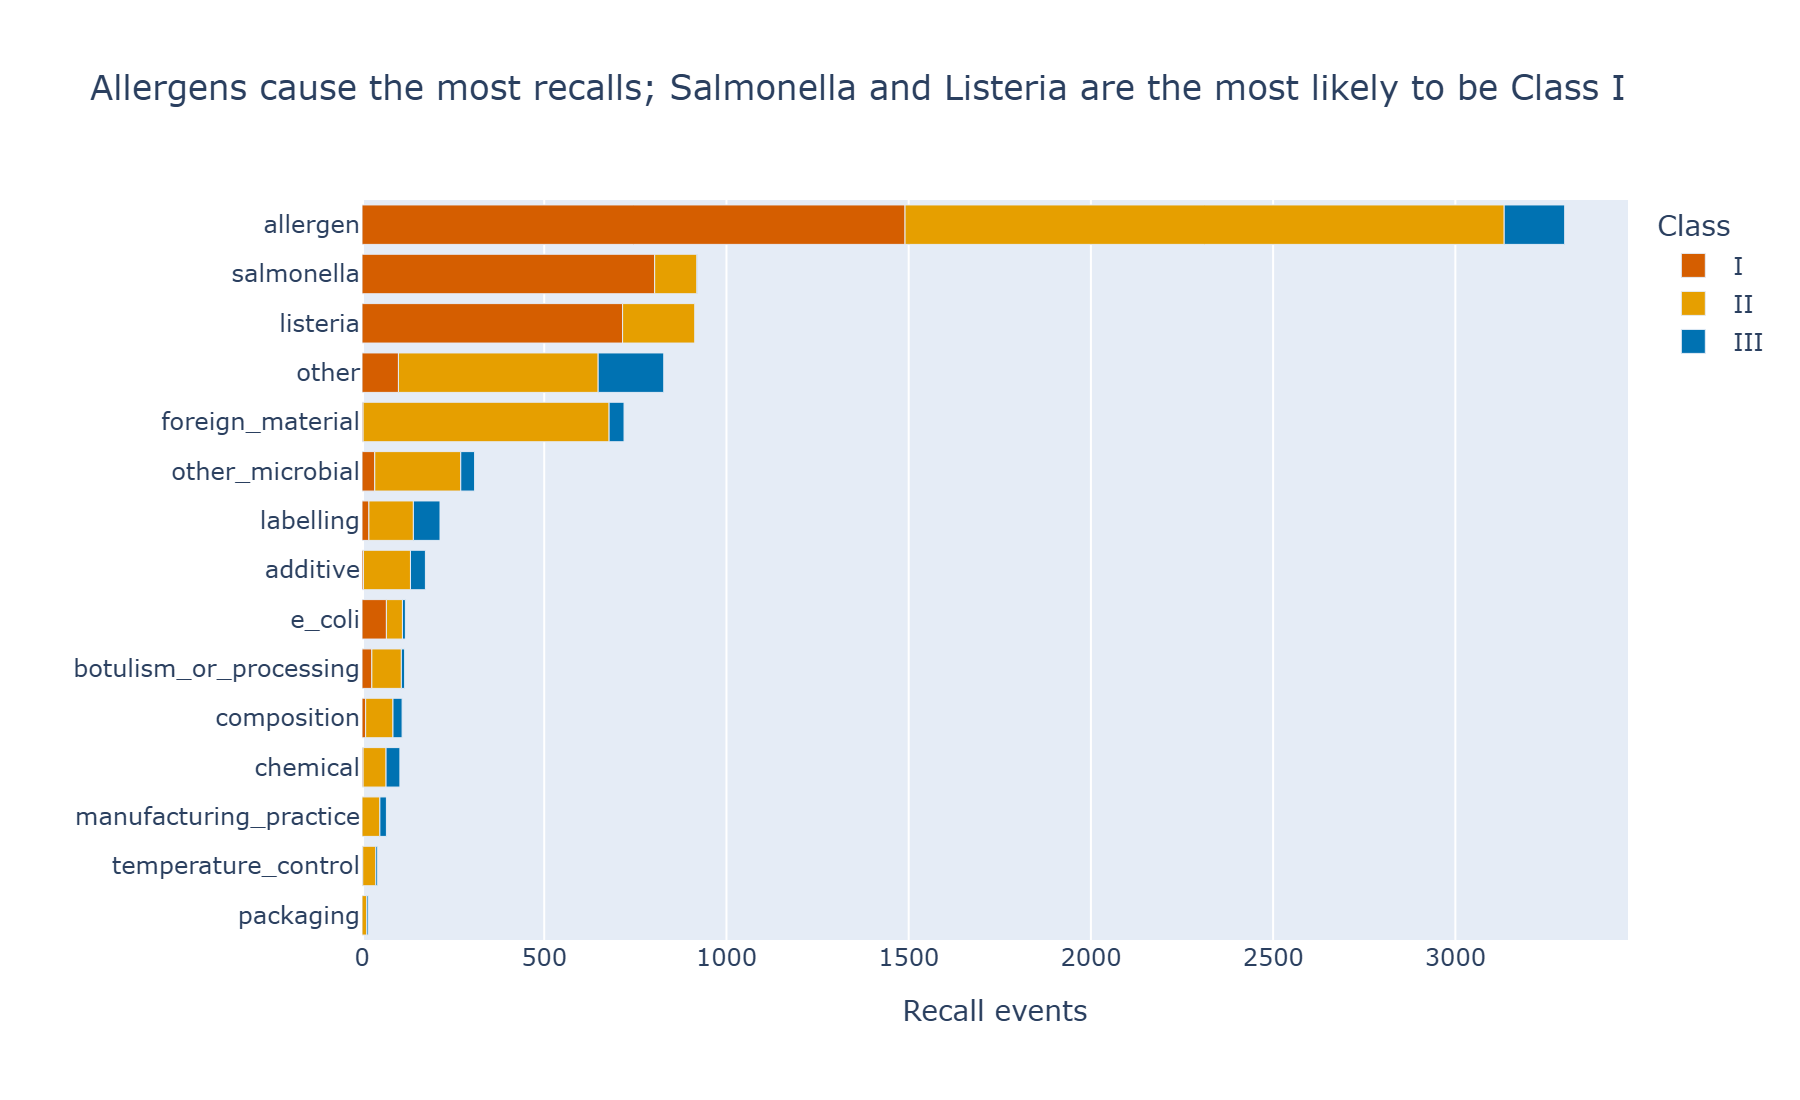 Allergens cause the most recalls; Salmonella and Listeria are the most likely to be Class I
allergen
salmonella
listeria
other
foreign_material
other_microbial
labelling
additive
e_coli
botulism_or_processing
composition
chemical
manufacturing_practice
temperature_control
packaging
0 500 1000 1500 2000 2500 3000
Recall events
Class
I
II
III